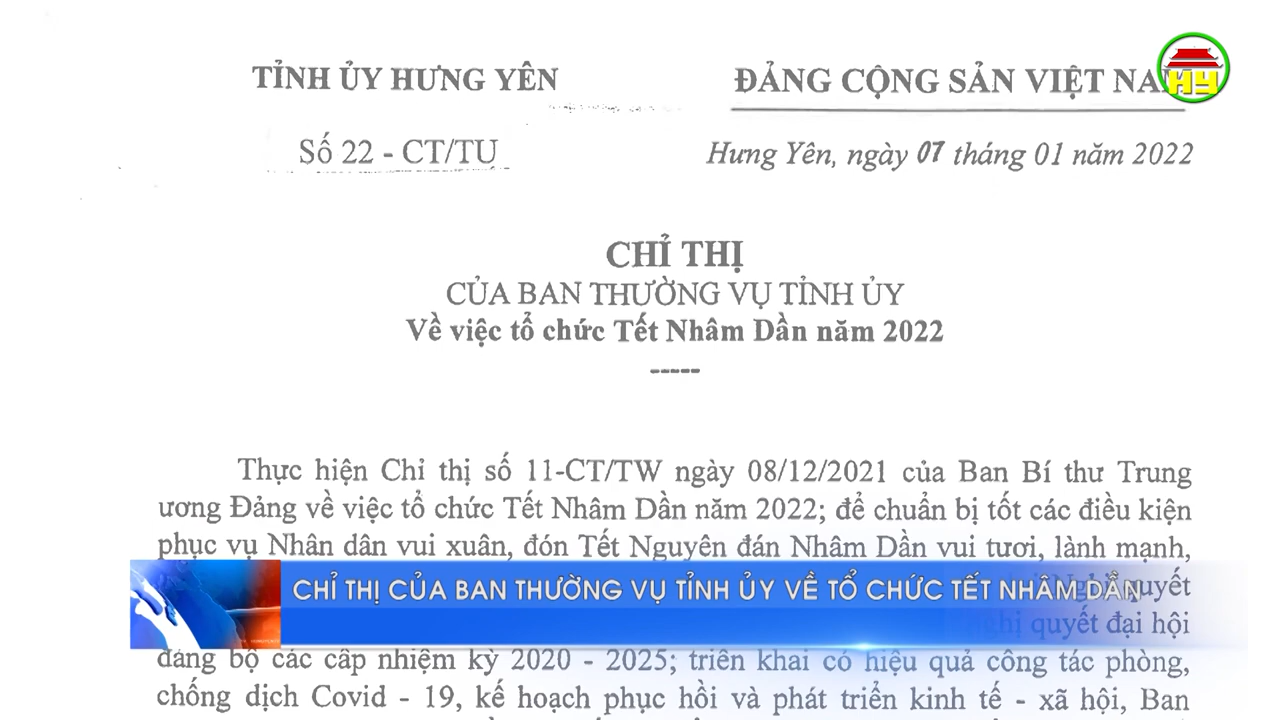 TỈNH ỦY HƯNG YÊN
ĐẢNG CỘNG SẢN VIỆT NAM
HY
Số 22 - CT/TU
Hưng Yên, ngày 07 tháng 01 năm 2022
CHỈ THỊ
CỦA BAN THƯỜNG VỤ TỈNH ỦY
Về việc tổ chức Tết Nhâm Dần năm 2022
-----
Thực hiện Chỉ thị số 11-CT/TW ngày 08/12/2021 của Ban Bí thư Trung
ương Đảng về việc tổ chức Tết Nhâm Dần năm 2022; để chuẩn bị tốt các điều kiện
phục vụ Nhân dân vui xuân, đón Tết Nguyên đán Nhâm Dần vui tươi, lành mạnh,
Nghị quyết
CHỈ THỊ CỦA BAN THƯỜNG VỤ TỈNH ỦY VỀ TỔ CHỨC TẾT NHÂM DẦN
nghị quyết đại hội
đảng bộ các cấp nhiệm kỳ 2020 - 2025; triển khai có hiệu quả công tác phòng,
chống dịch Covid - 19, kế hoạch phục hồi và phát triển kinh tế - xã hội, Ban